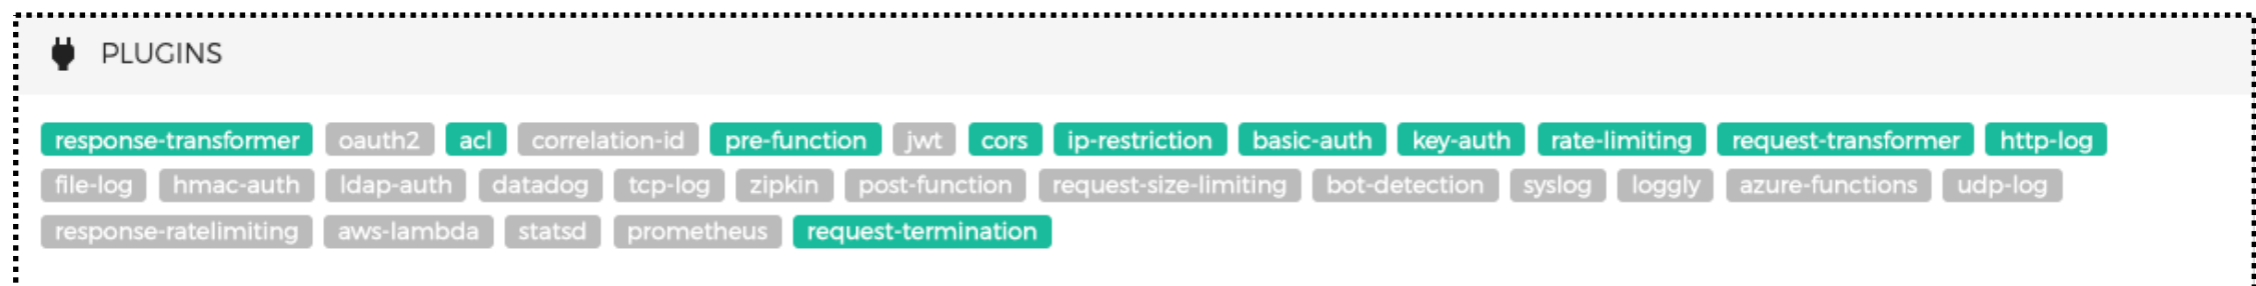 PLUGINS
response-transformer oauth2 acl correlation-id pre-function jwt cors ip-restriction basic-auth key-auth rate-limiting request-transformer http-log
file-log hmac-auth ldap-auth datadog tcp-log zipkin post-function request-size-limiting bot-detection syslog loggly azure-functions udp-log
response-ratelimiting aws-lambda statsd prometheus request-termination